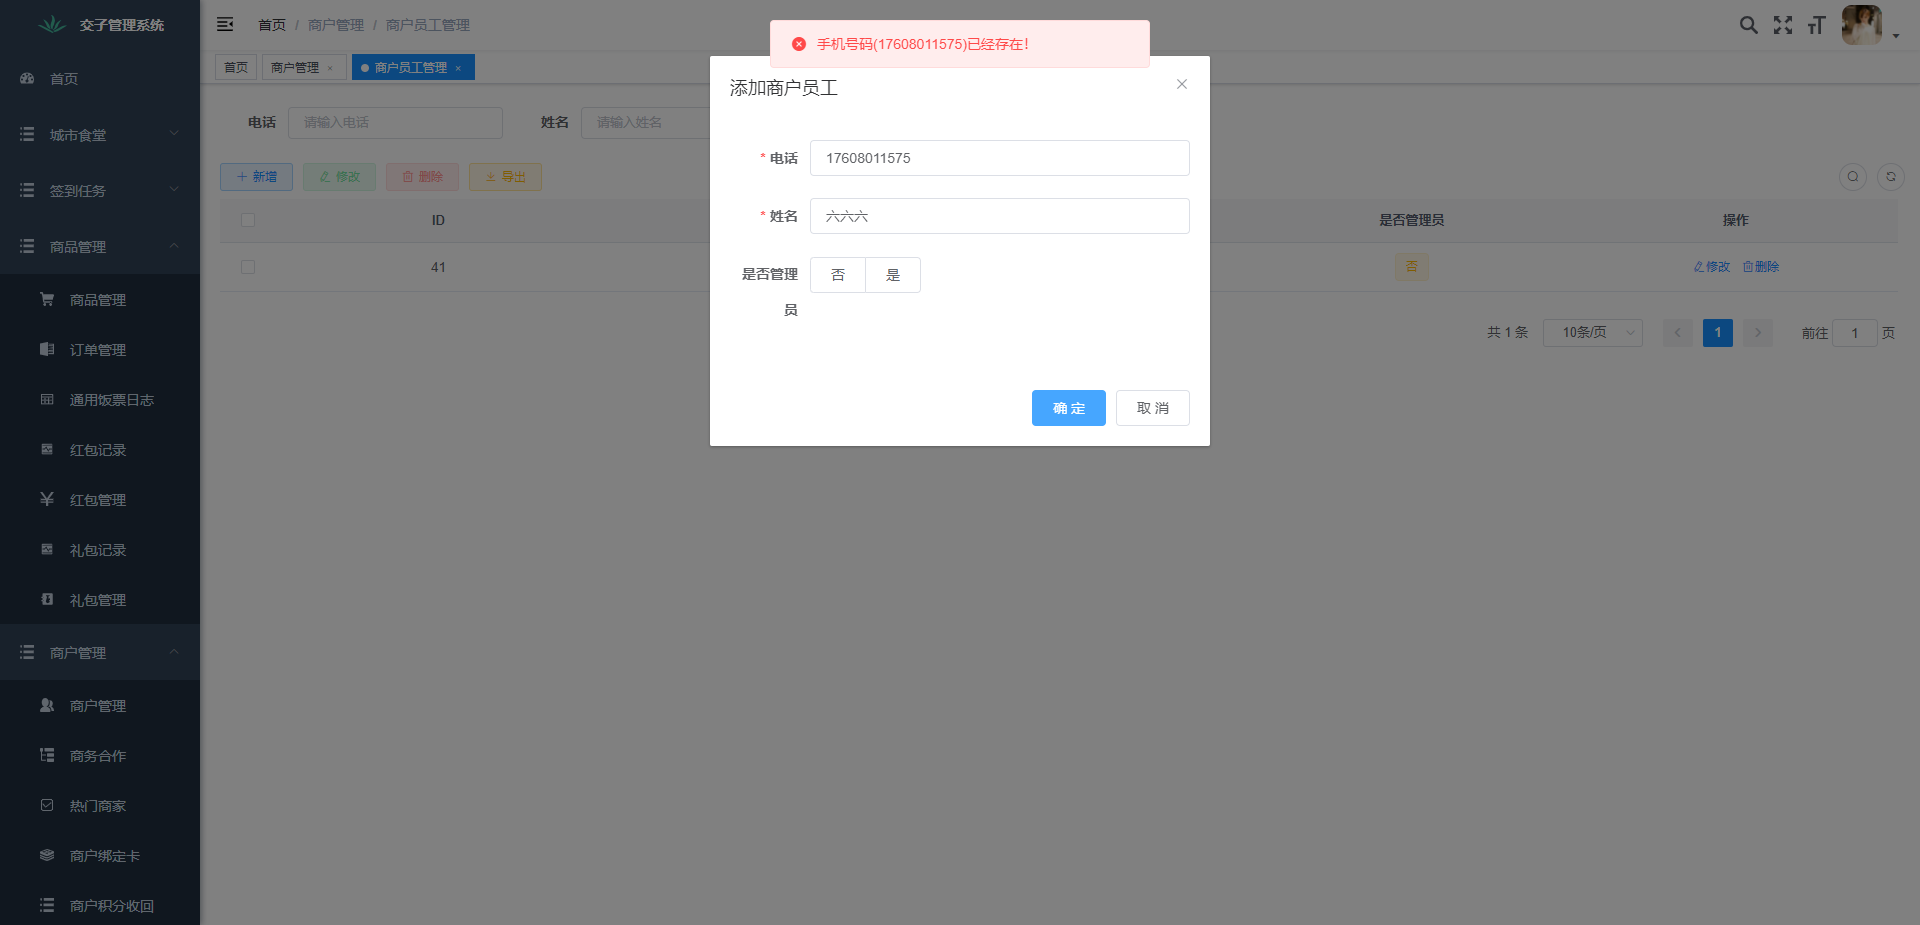 交子管理系统
首页
城市食堂
签到任务
商品管理
商品管理
订单管理
通用饭票日志
红包记录
红包管理
礼包记录
礼包管理
商户管理
商户管理
商务合作
热门商家
商户绑定卡
商户积分收回
首页 / 商户管理 / 商户员工管理
首页 商户管理 × 商户员工管理 ×
手机号码(17608011575)已经存在!
电话 请输入电话 姓名 请输入姓名
新增 修改 删除 导出
ID 是否管理员 操作
41 否 修改 删除
共 1 条 10条/页 1 前往 1 页
添加商户员工
* 电话 17608011575
* 姓名 六六六
是否管理 否 是
员
确 定 取 消